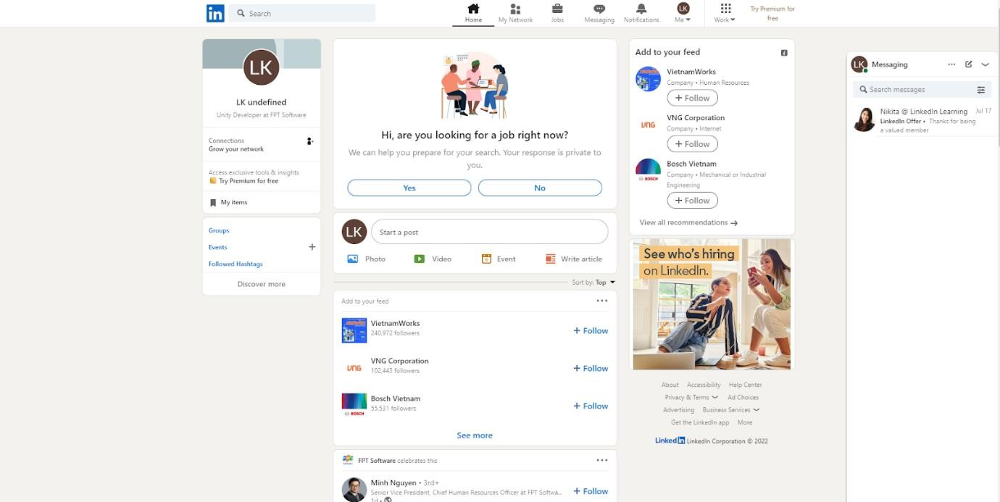 in
Search
Home
My Network
Jobs
Messaging
Notifications
LK
Me
Work
Try Premium for
free
LK
LK undefined
Unity Developer at FPT Software
Connections
Grow your network
Access exclusive tools & insights
Try Premium for free
My items
Groups
Events
Followed Hashtags
Discover more
Hi, are you looking for a job right now?
We can help you prepare for your search. Your response is private to
you.
Yes
No
LK
Start a post
Photo
Video
Event
Write article
Sort by: Top
Add to your feed
VietnamWorks
240,972 followers
+ Follow
VNG
VNG Corporation
102,443 followers
+ Follow
BOSCH
Bosch Vietnam
55,531 followers
+ Follow
See more
FPT Software celebrates this
Minh Nguyen • 3rd+
Senior Vice President, Chief Human Resources Officer at FPT Softwa...
1d •
+ Follow
Add to your feed
VietnamWorks
Company • Human Resources
+ Follow
VNG
VNG Corporation
Company • Internet
+ Follow
BOSCH
Bosch Vietnam
Company • Mechanical or Industrial
Engineering
+ Follow
View all recommendations →
See who's hiring
on LinkedIn.
About Accessibility Help Center
Privacy & Terms Ad Choices
Advertising Business Services
Get the LinkedIn app More
LinkedIn LinkedIn Corporation © 2022
LK
Messaging
Search messages
Nikita @ LinkedIn Learning Jul 17
LinkedIn Offer • Thanks for being
a valued member